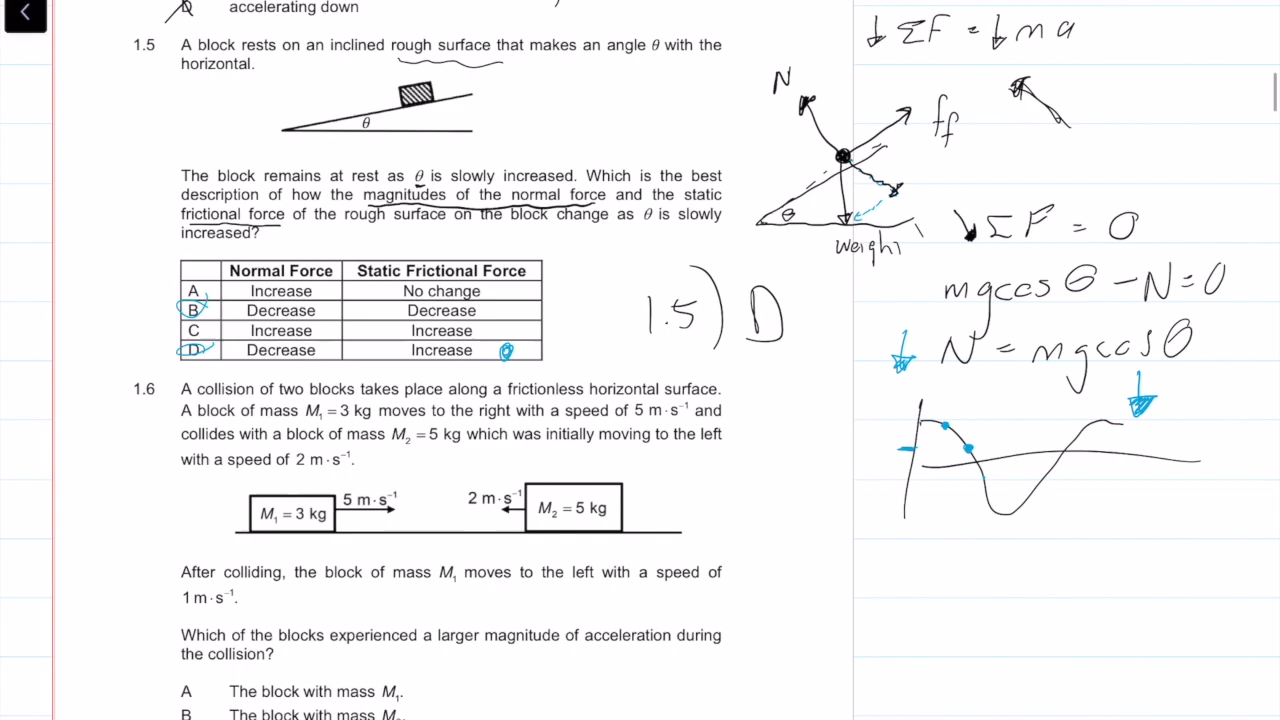 D accelerating down
1.5 A block rests on an inclined rough surface that makes an angle θ with the
horizontal.
θ
The block remains at rest as θ is slowly increased. Which is the best
description of how the magnitudes of the normal force and the static
frictional force of the rough surface on the block change as θ is slowly
increased?
Normal Force Static Frictional Force
A Increase No change
B Decrease Decrease
C Increase Increase
D Decrease Increase
1.6 A collision of two blocks takes place along a frictionless horizontal surface.
A block of mass M₁ = 3 kg moves to the right with a speed of 5 m·s⁻¹ and
collides with a block of mass M₂ = 5 kg which was initially moving to the left
with a speed of 2 m·s⁻¹.
M₁ = 3 kg 5 m·s⁻¹ 2 m·s⁻¹ M₂ = 5 kg
After colliding, the block of mass M₁ moves to the left with a speed of
1 m·s⁻¹.
Which of the blocks experienced a larger magnitude of acceleration during
the collision?
A The block with mass M₁.
B The block with mass M₂.
1.5) D
↓ΣF = ↓ma
N
ff
θ
weight
ΣF = 0
mgcosθ - N = 0
N = mgcosθ